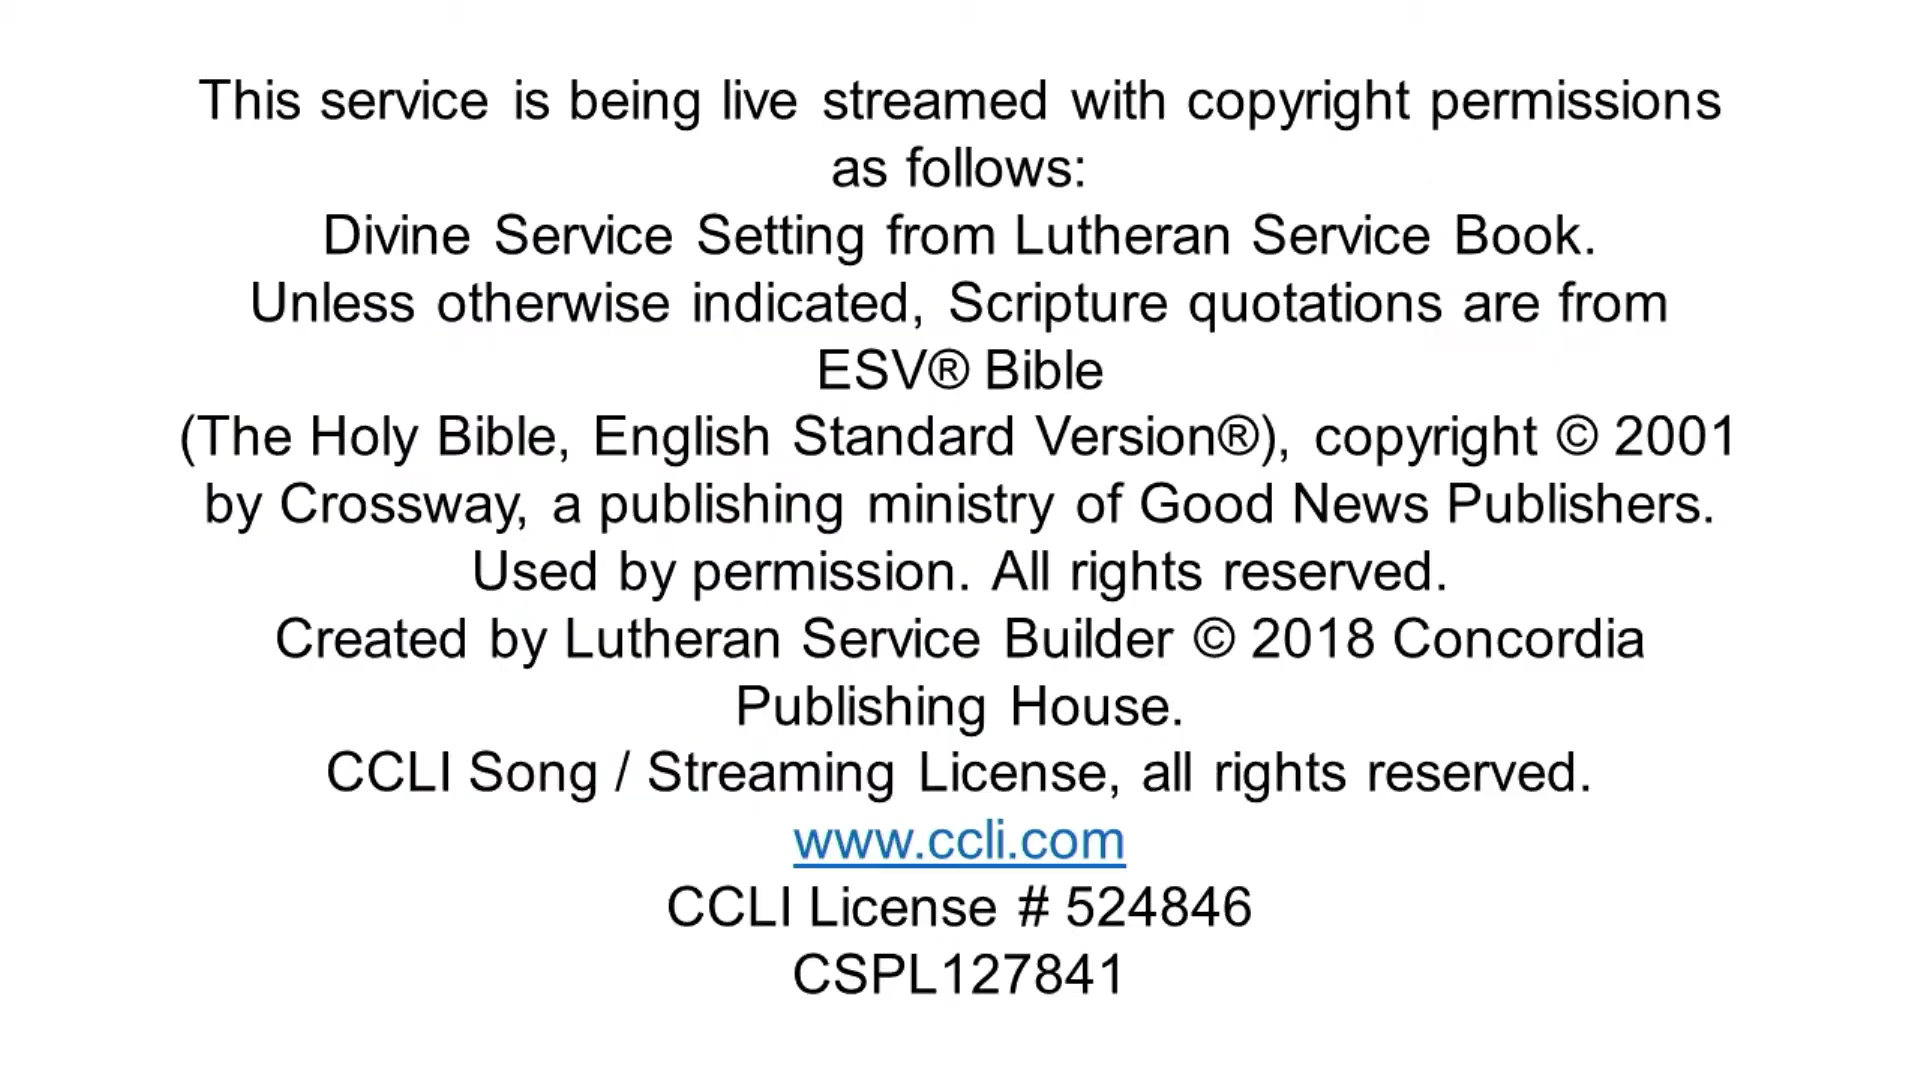 This service is being live streamed with copyright permissions
as follows:
Divine Service Setting from Lutheran Service Book.
Unless otherwise indicated, Scripture quotations are from
ESV® Bible
(The Holy Bible, English Standard Version®), copyright © 2001
by Crossway, a publishing ministry of Good News Publishers.
Used by permission. All rights reserved.
Created by Lutheran Service Builder © 2018 Concordia
Publishing House.
CCLI Song / Streaming License, all rights reserved.
www.ccli.com
CCLI License # 524846
CSPL127841